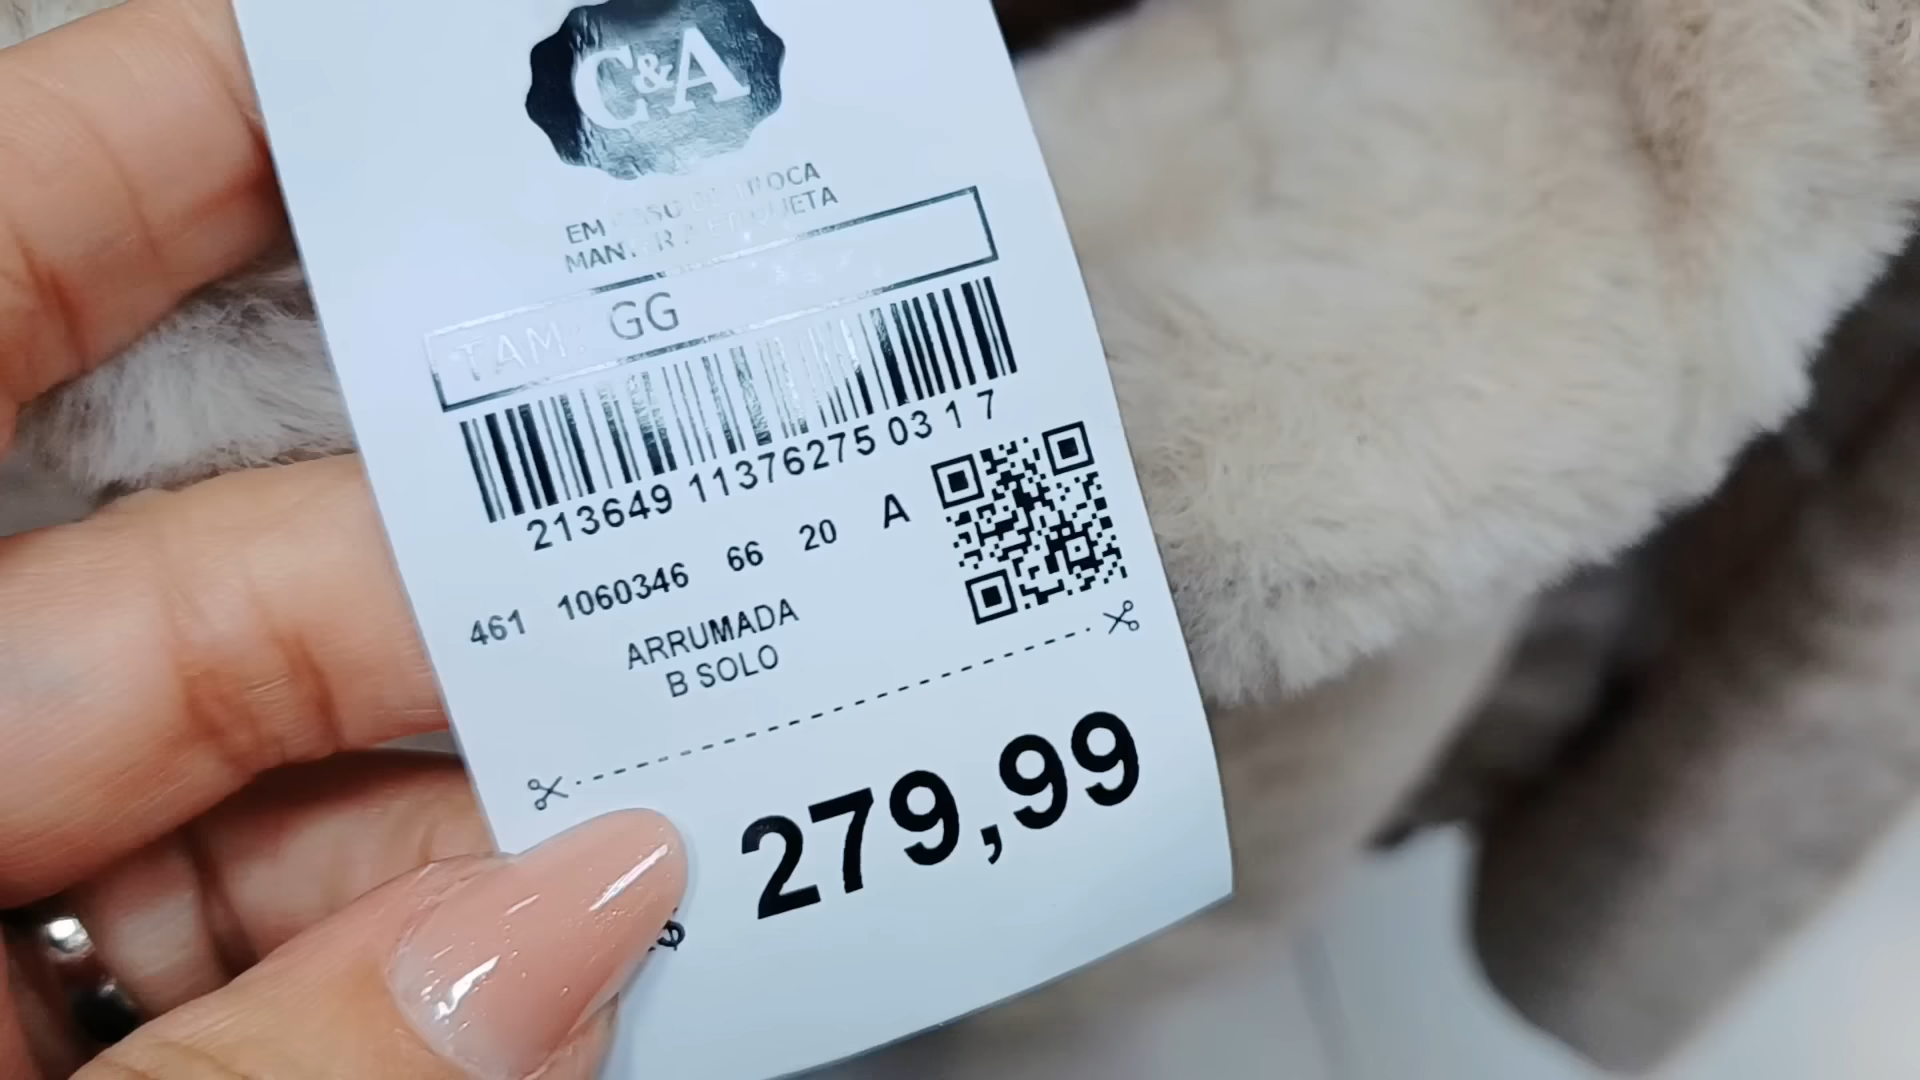 C&A
EM CASO DE TROCA
MANTER A ETIQUETA
TAM: GG
213649 11376275 03 1 7
461 1060346 66 20 A
ARRUMADA
B SOLO
279,99